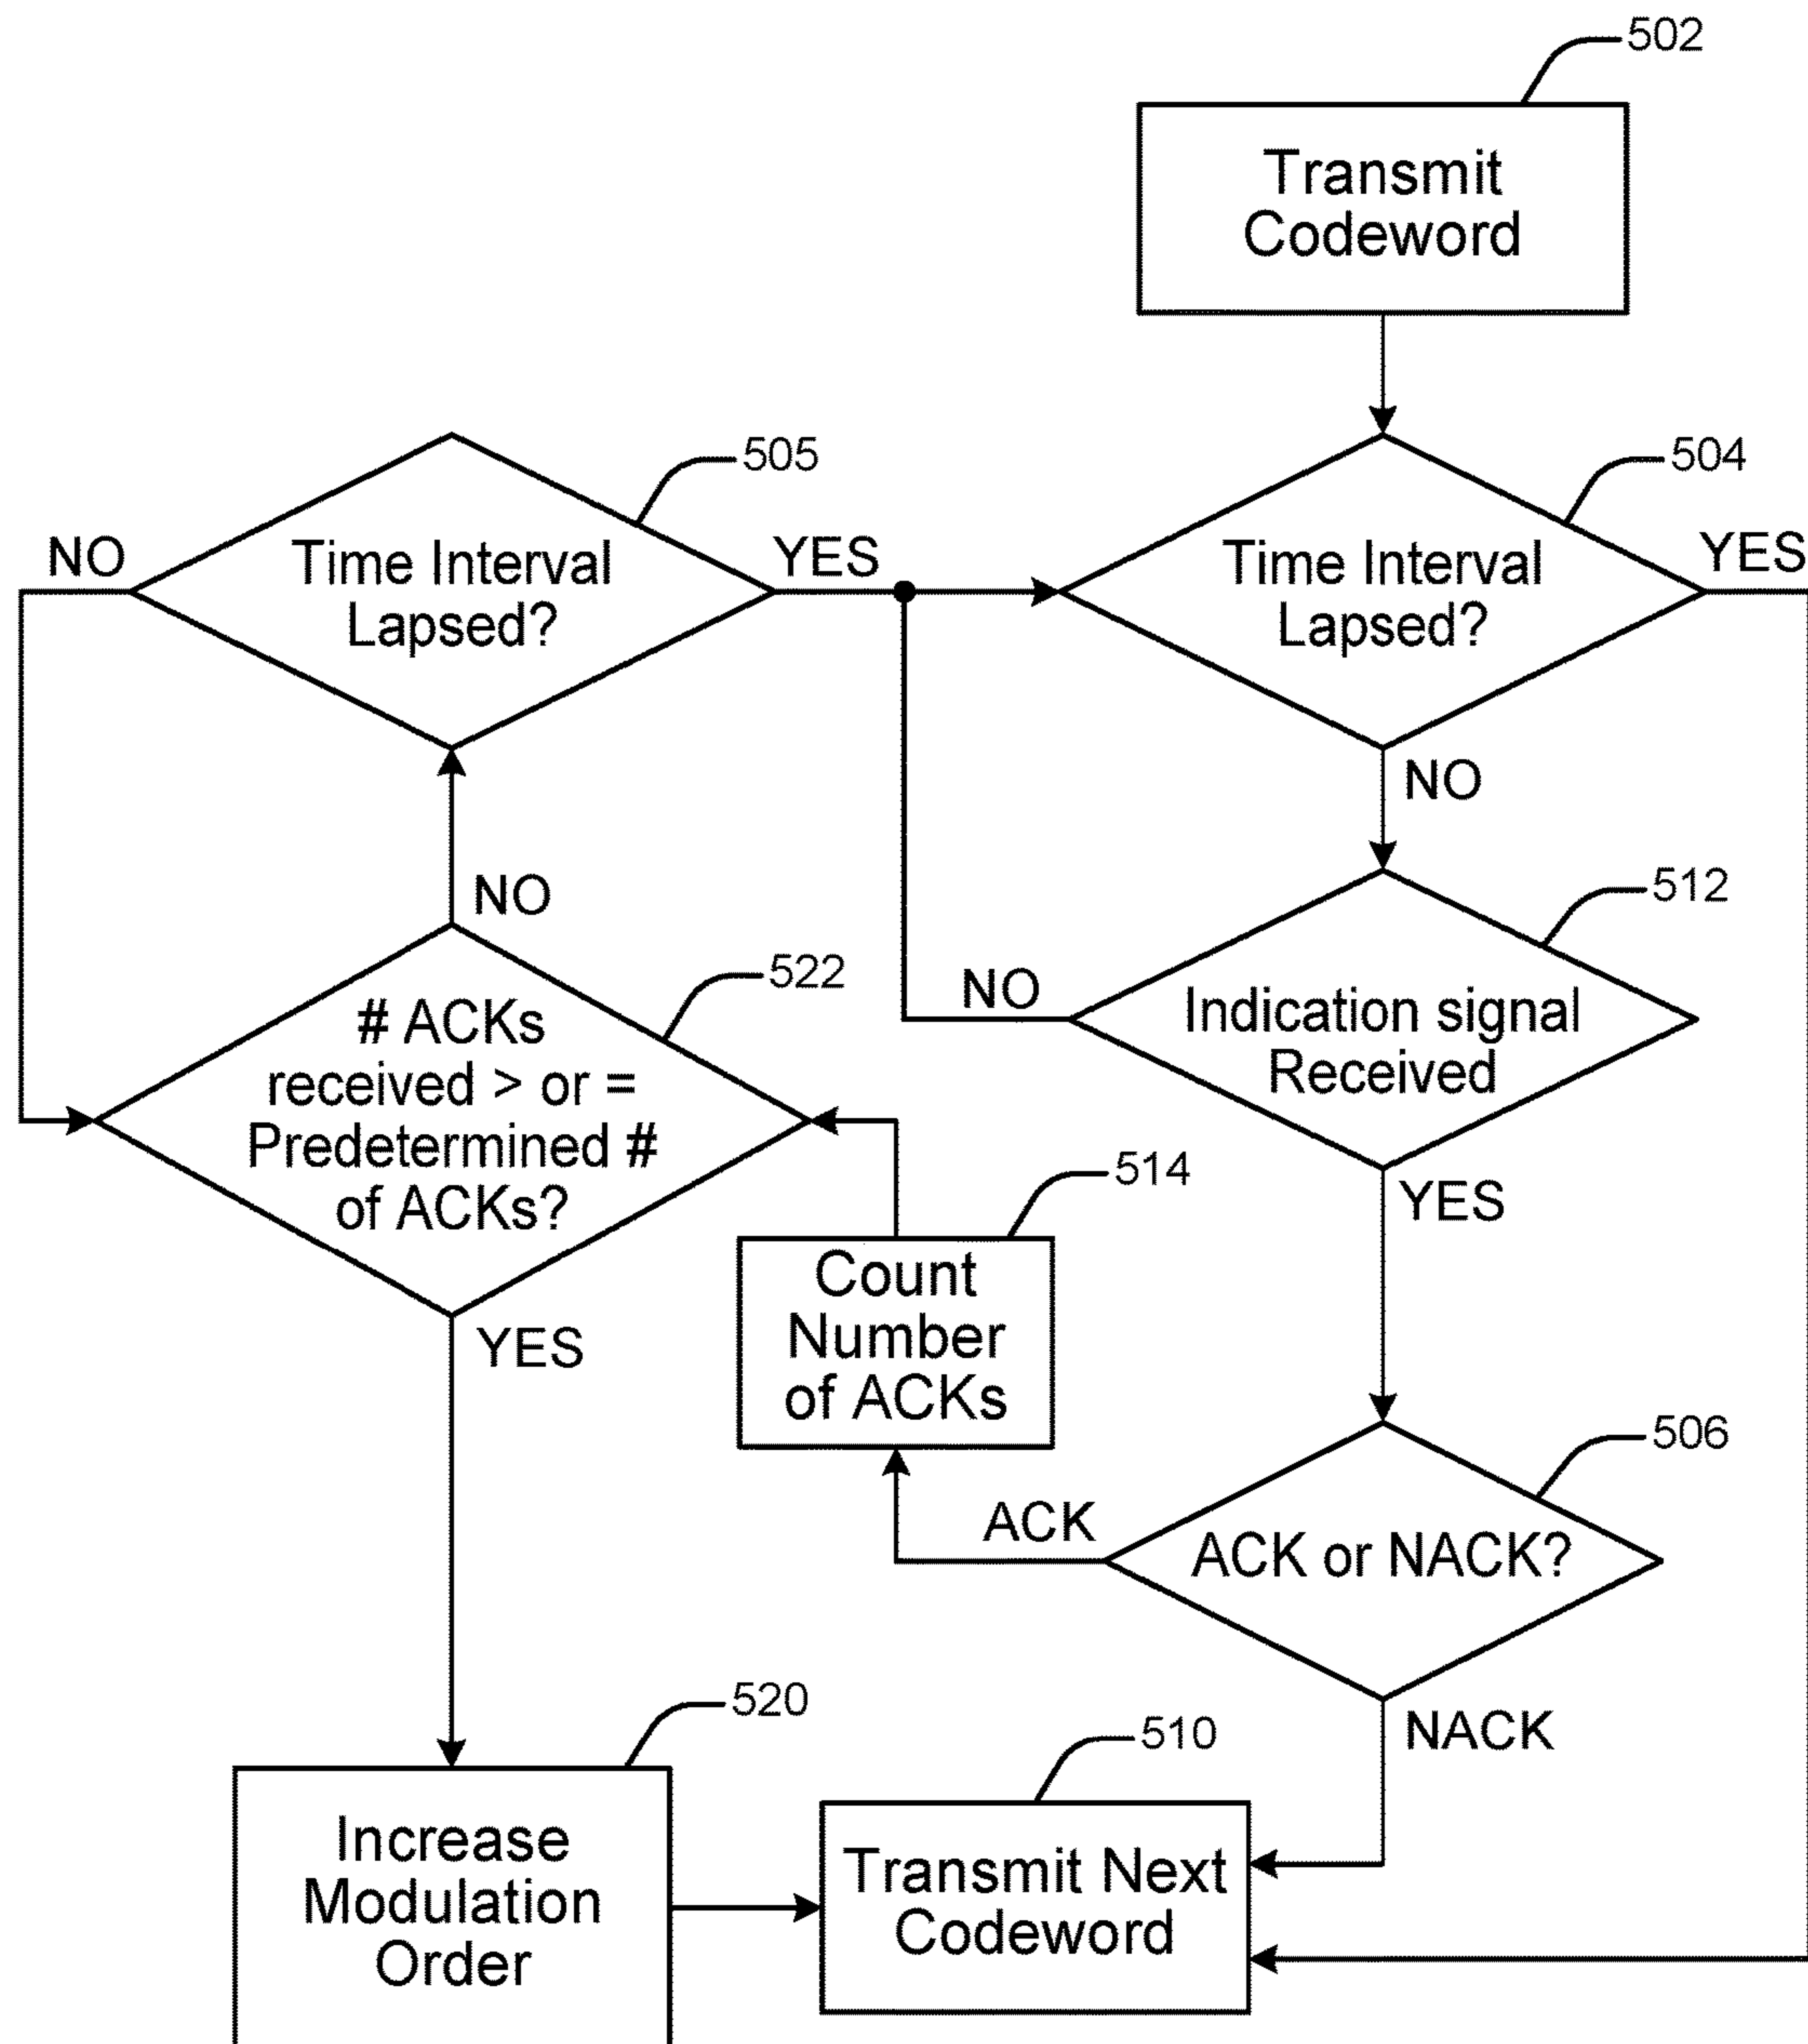 502
Transmit
Codeword
505
504
NO
Time Interval
Lapsed?
YES
Time Interval
Lapsed?
YES
NO
NO
512
522
# ACKs
received > or =
Predetermined #
of ACKs?
NO
Indication signal
Received
514
YES
Count
Number
of ACKs
YES
506
ACK
ACK or NACK?
520
510
NACK
Increase
Modulation
Order
Transmit Next
Codeword